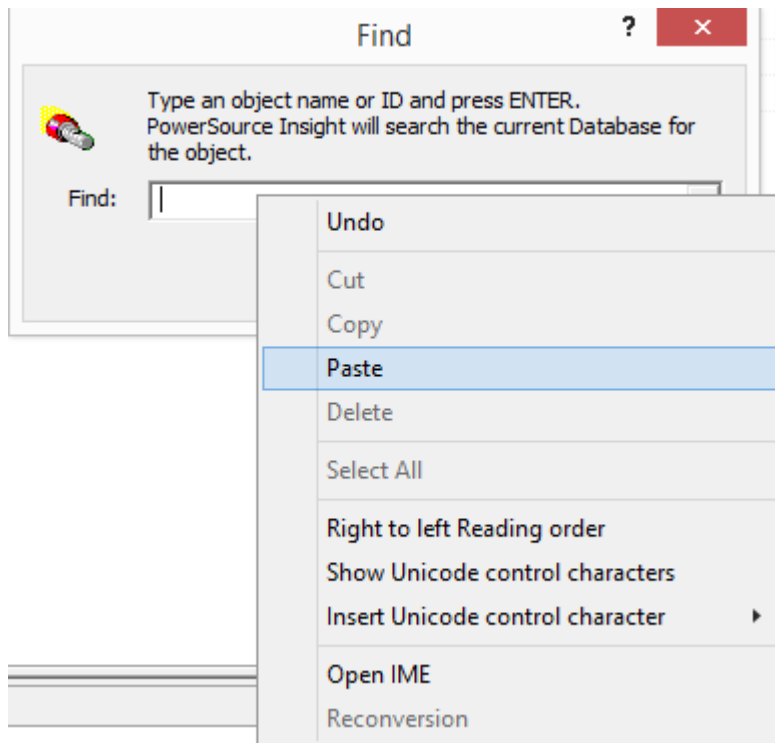 Find
?
Type an object name or ID and press ENTER.
PowerSource Insight will search the current Database for
the object.
Find:
Undo
Cut
Copy
Paste
Delete
Select All
Right to left Reading order
Show Unicode control characters
Insert Unicode control character
Open IME
Reconversion